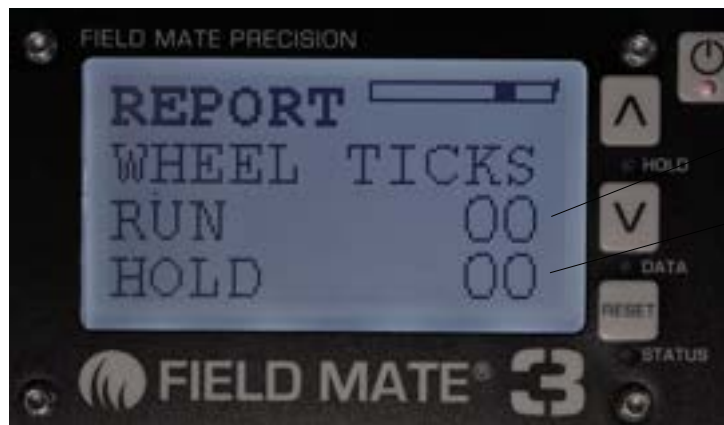 FIELD MATE PRECISION
REPORT
WHEEL TICKS
RUN 00
HOLD 00
HOLD
DATA
RESET
STATUS
FIELD MATE® 3